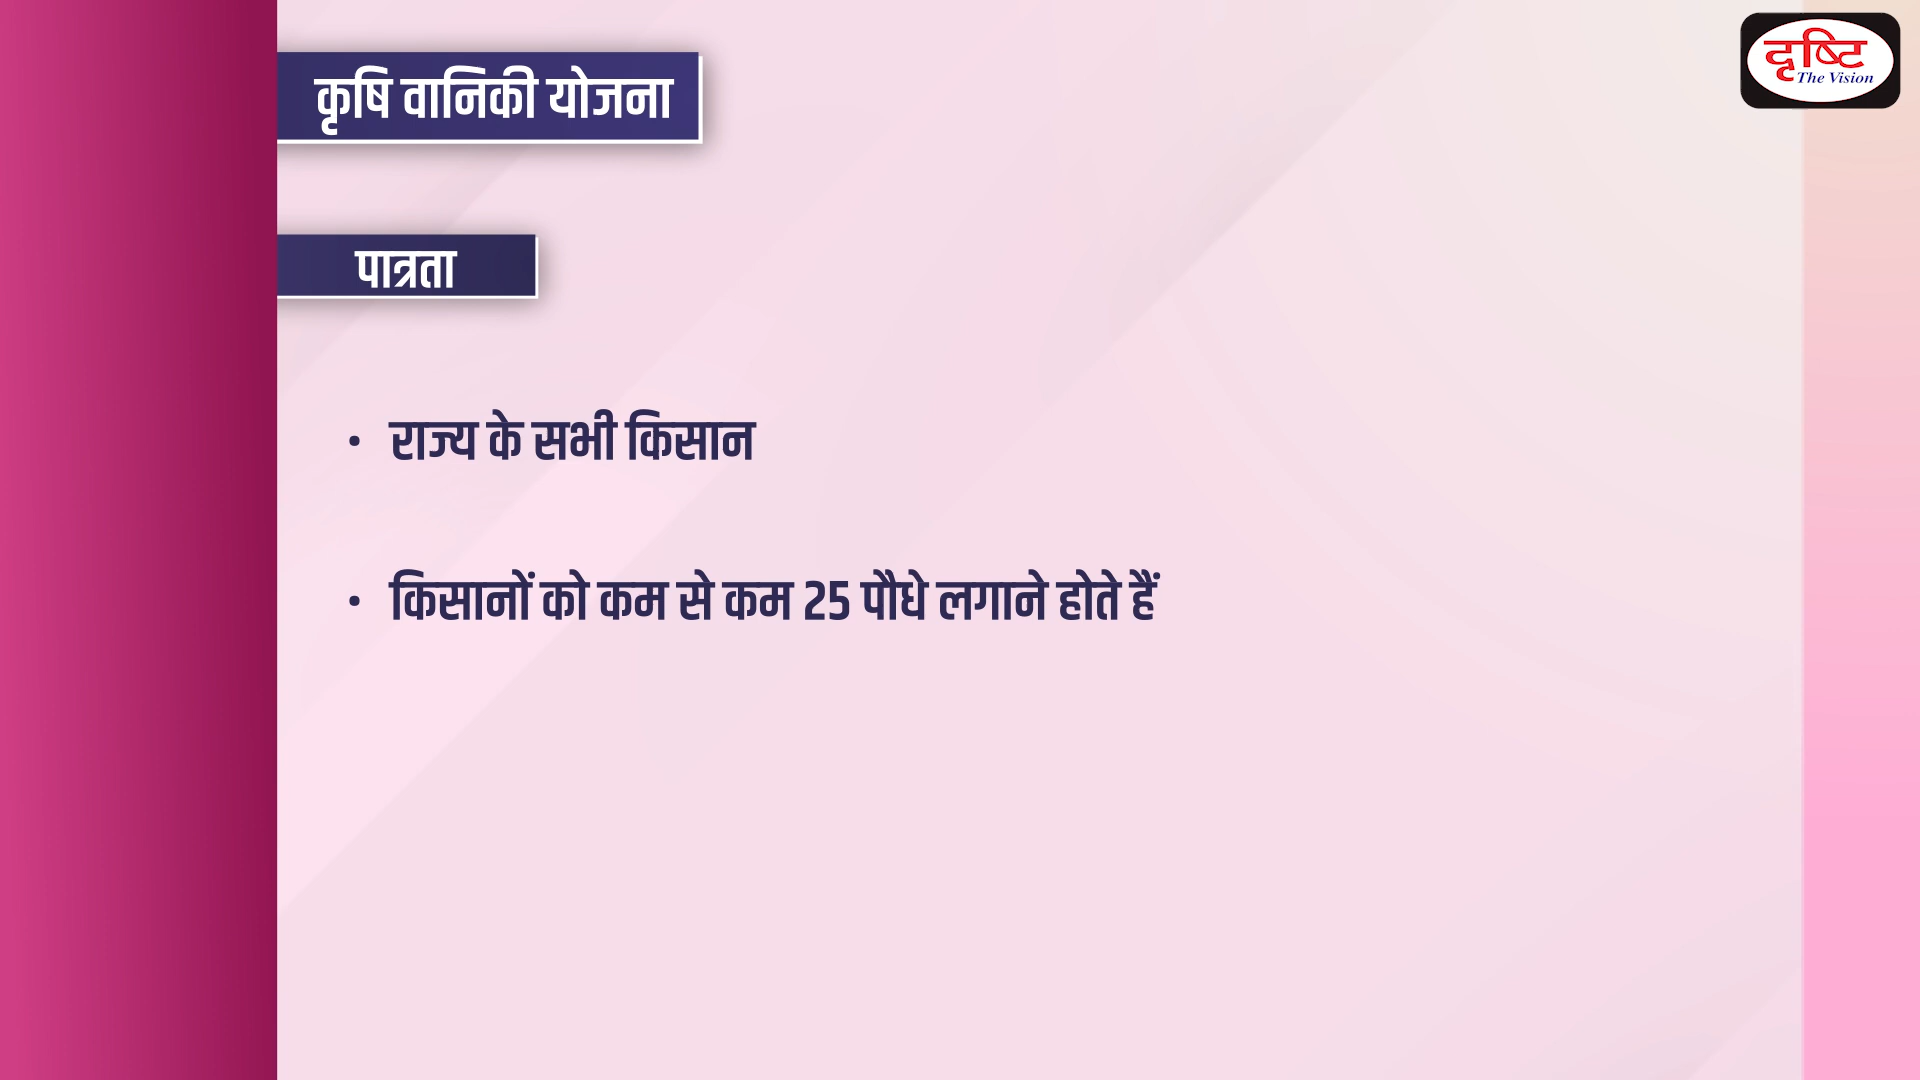 दृष्टि
The Vision
कृषि वानिकी योजना
पात्रता
• राज्य के सभी किसान
• किसानों को कम से कम 25 पौधे लगाने होते हैं